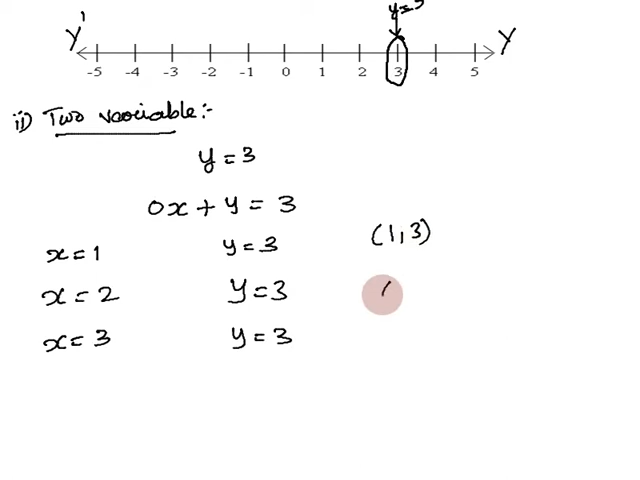 y=3
Y' Y
-5 -4 -3 -2 -1 0 1 2 3 4 5
ii) Two variable:-
y = 3
0x + y = 3
x = 1 y = 3 (1, 3)
x = 2 y = 3 (
x = 3 y = 3